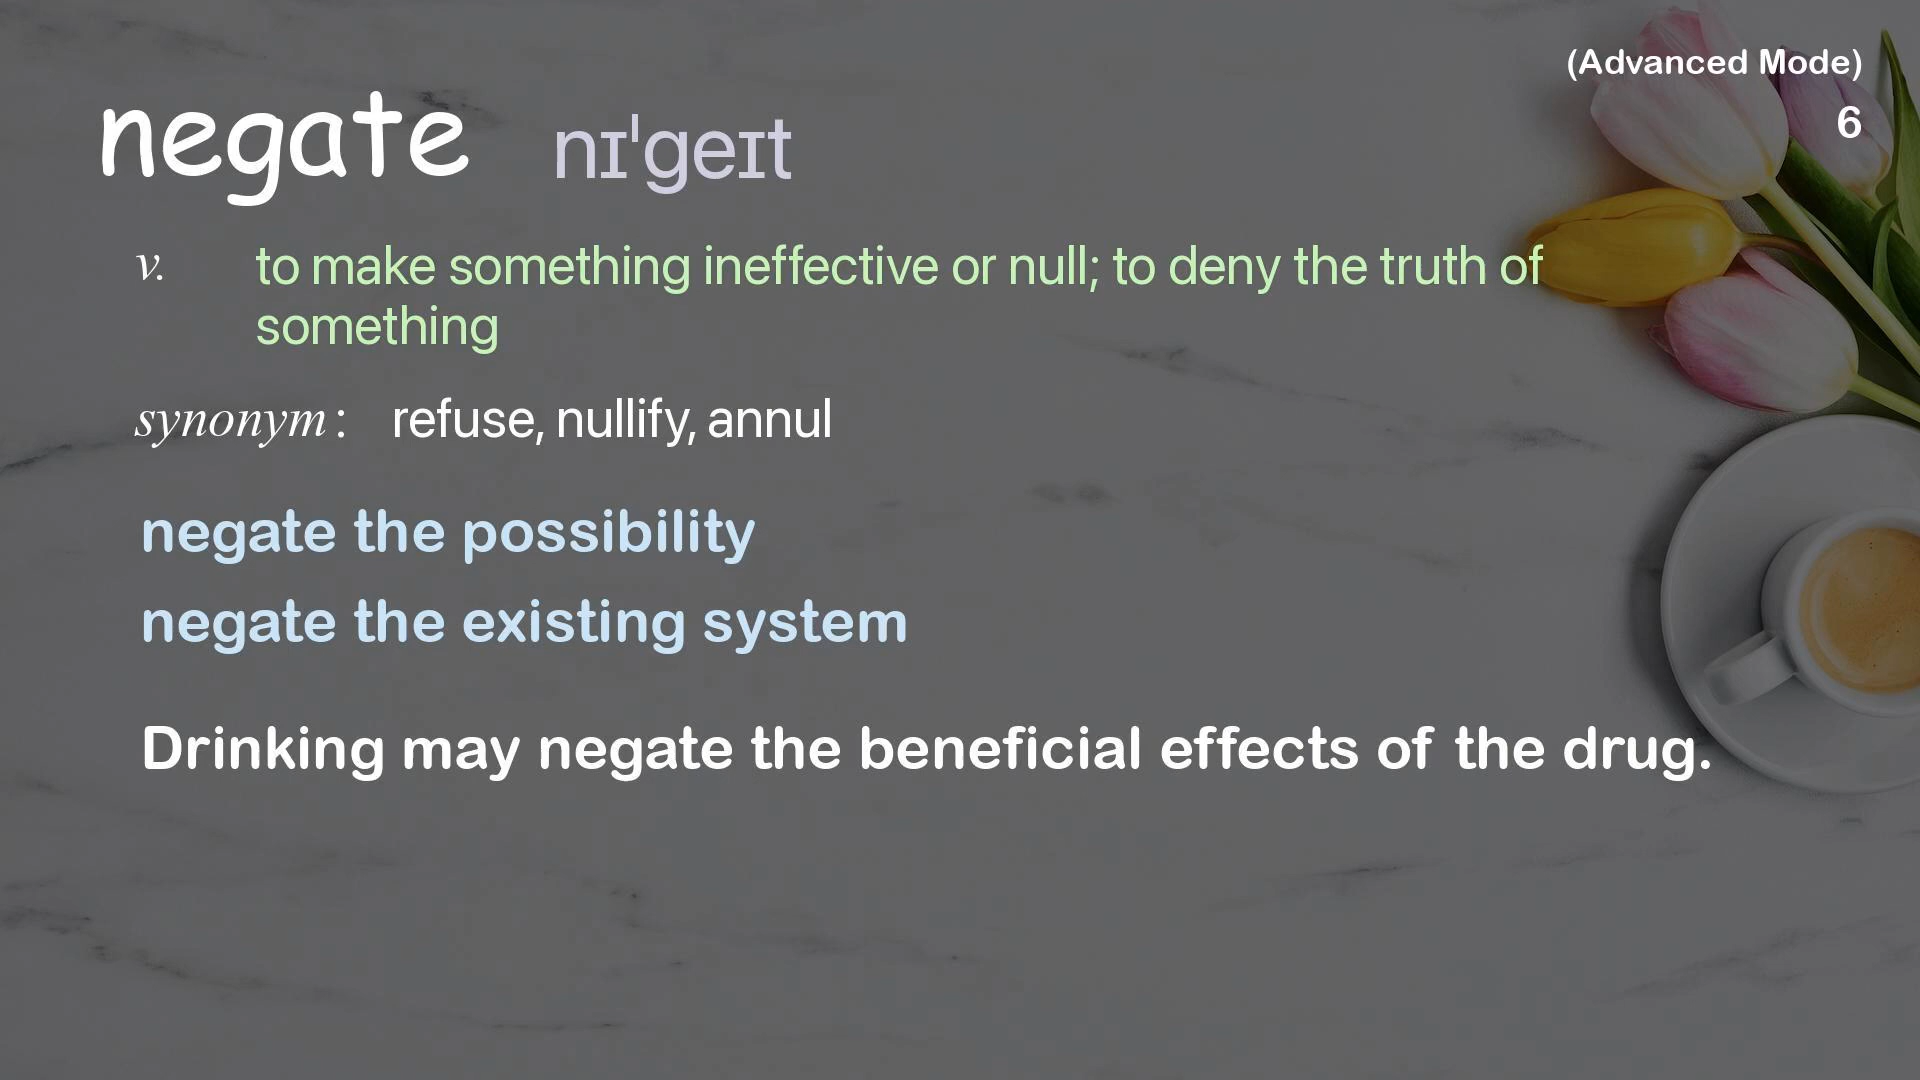 (Advanced Mode)
6
negate nɪˈgeɪt
v. to make something ineffective or null; to deny the truth of
something
synonym: refuse, nullify, annul
negate the possibility
negate the existing system
Drinking may negate the beneficial effects of the drug.